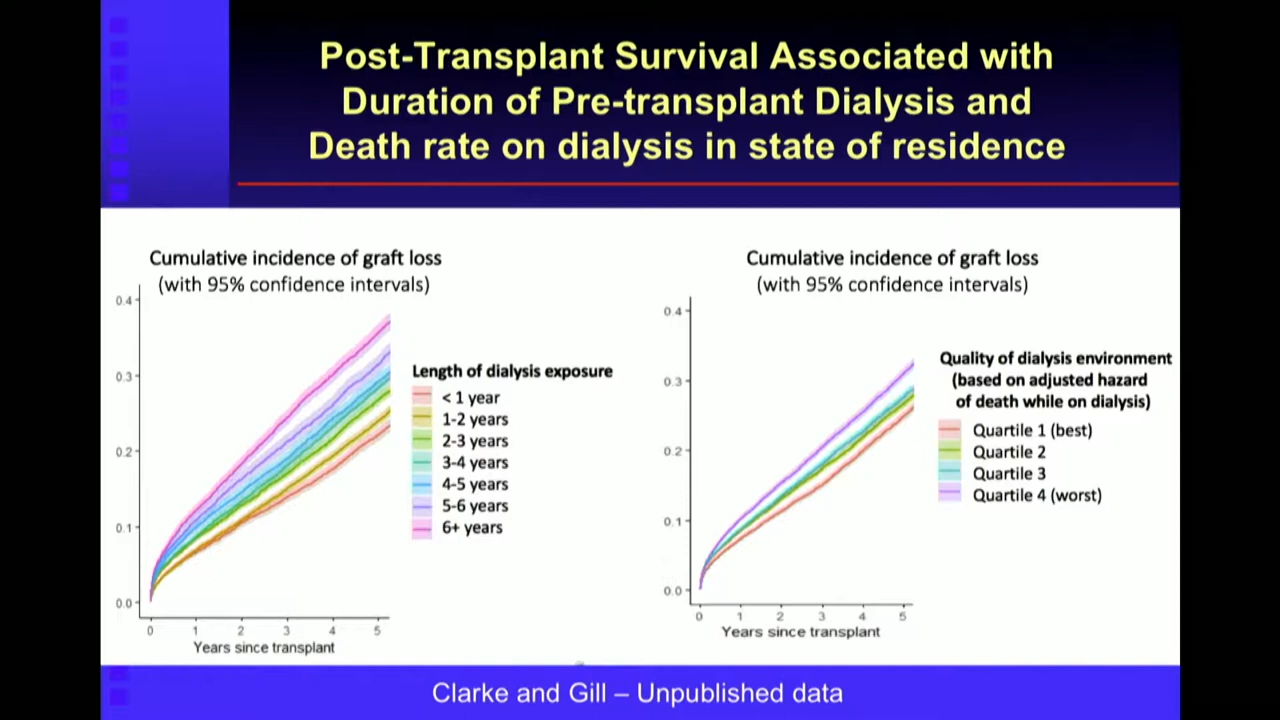 Post-Transplant Survival Associated with
Duration of Pre-transplant Dialysis and
Death rate on dialysis in state of residence
Cumulative incidence of graft loss
(with 95% confidence intervals)
0.4
0.3
0.2
0.1
0.0
0 1 2 3 4 5
Years since transplant
Length of dialysis exposure
< 1 year
1-2 years
2-3 years
3-4 years
4-5 years
5-6 years
6+ years
Cumulative incidence of graft loss
(with 95% confidence intervals)
0.4
0.3
0.2
0.1
0.0
0 1 2 3 4 5
Years since transplant
Quality of dialysis environment
(based on adjusted hazard
of death while on dialysis)
Quartile 1 (best)
Quartile 2
Quartile 3
Quartile 4 (worst)
Clarke and Gill – Unpublished data